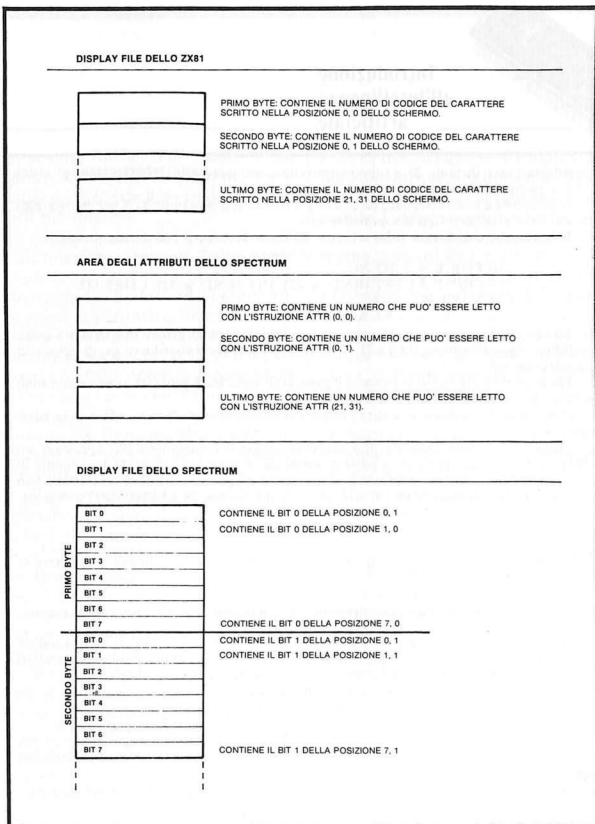 DISPLAY FILE DELLO ZX81
PRIMO BYTE: CONTIENE IL NUMERO DI CODICE DEL CARATTERE
SCRITTO NELLA POSIZIONE 0, 0 DELLO SCHERMO.
SECONDO BYTE: CONTIENE IL NUMERO DI CODICE DEL CARATTERE
SCRITTO NELLA POSIZIONE 0, 1 DELLO SCHERMO.
ULTIMO BYTE: CONTIENE IL NUMERO DI CODICE DEL CARATTERE
SCRITTO NELLA POSIZIONE 21, 31 DELLO SCHERMO.
AREA DEGLI ATTRIBUTI DELLO SPECTRUM
PRIMO BYTE: CONTIENE UN NUMERO CHE PUO' ESSERE LETTO
CON L'ISTRUZIONE ATTR (0, 0).
SECONDO BYTE: CONTIENE UN NUMERO CHE PUO' ESSERE LETTO
CON L'ISTRUZIONE ATTR (0, 1).
ULTIMO BYTE: CONTIENE UN NUMERO CHE PUO' ESSERE LETTO
CON L'ISTRUZIONE ATTR (21, 31).
DISPLAY FILE DELLO SPECTRUM
PRIMO BYTE
BIT 0 CONTIENE IL BIT 0 DELLA POSIZIONE 0, 1
BIT 1 CONTIENE IL BIT 0 DELLA POSIZIONE 1, 0
BIT 2
BIT 3
BIT 4
BIT 5
BIT 6
BIT 7 CONTIENE IL BIT 0 DELLA POSIZIONE 7, 0
SECONDO BYTE
BIT 0 CONTIENE IL BIT 1 DELLA POSIZIONE 0, 1
BIT 1 CONTIENE IL BIT 1 DELLA POSIZIONE 1, 1
BIT 2
BIT 3
BIT 4
BIT 5
BIT 6
BIT 7 CONTIENE IL BIT 1 DELLA POSIZIONE 7, 1